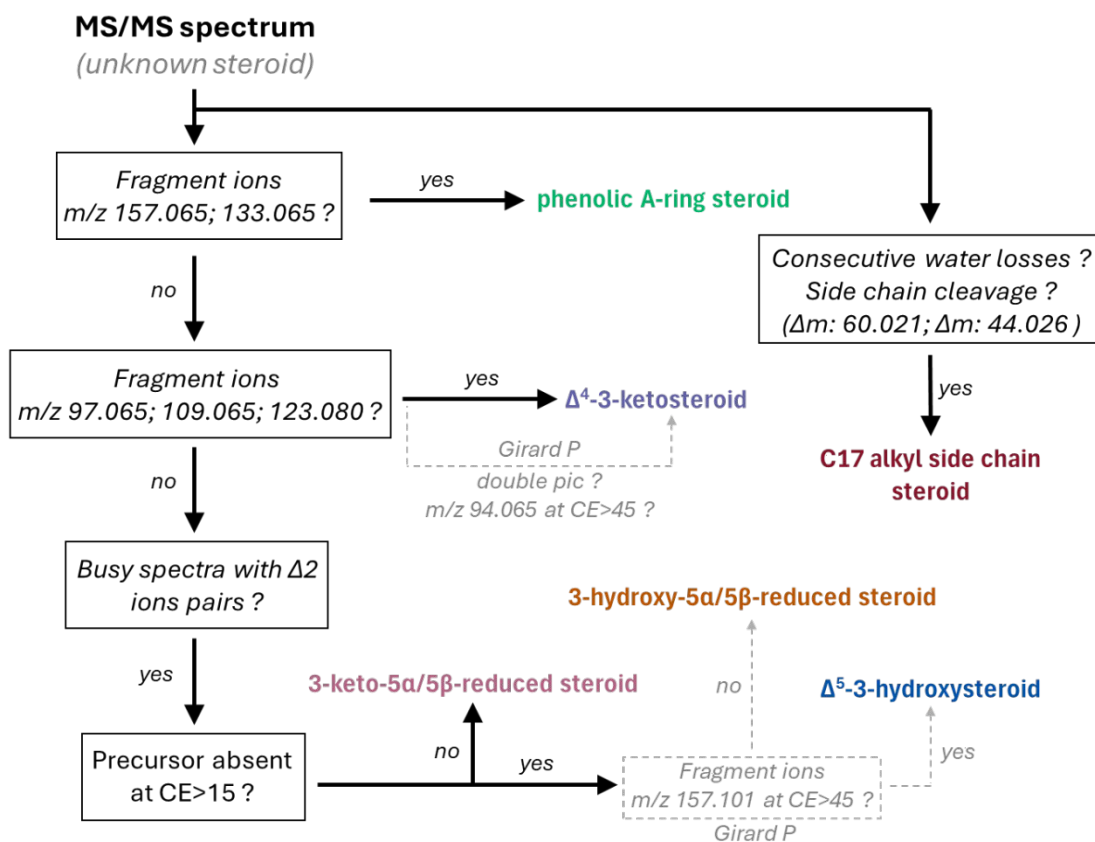 MS/MS spectrum
(unknown steroid)
Fragment ions
m/z 157.065; 133.065 ?
yes
phenolic A-ring steroid
no
Consecutive water losses ?
Side chain cleavage ?
(Δm: 60.021; Δm: 44.026 )
Fragment ions
m/z 97.065; 109.065; 123.080 ?
yes
Δ⁴-3-ketosteroid
Girard P
double pic ?
m/z 94.065 at CE>45 ?
yes
C17 alkyl side chain
steroid
no
Busy spectra with Δ2
ions pairs ?
3-hydroxy-5α/5β-reduced steroid
yes
3-keto-5α/5β-reduced steroid
no
Δ⁵-3-hydroxysteroid
Precursor absent
at CE>15 ?
no
yes
Fragment ions
m/z 157.101 at CE>45 ?
yes
Girard P